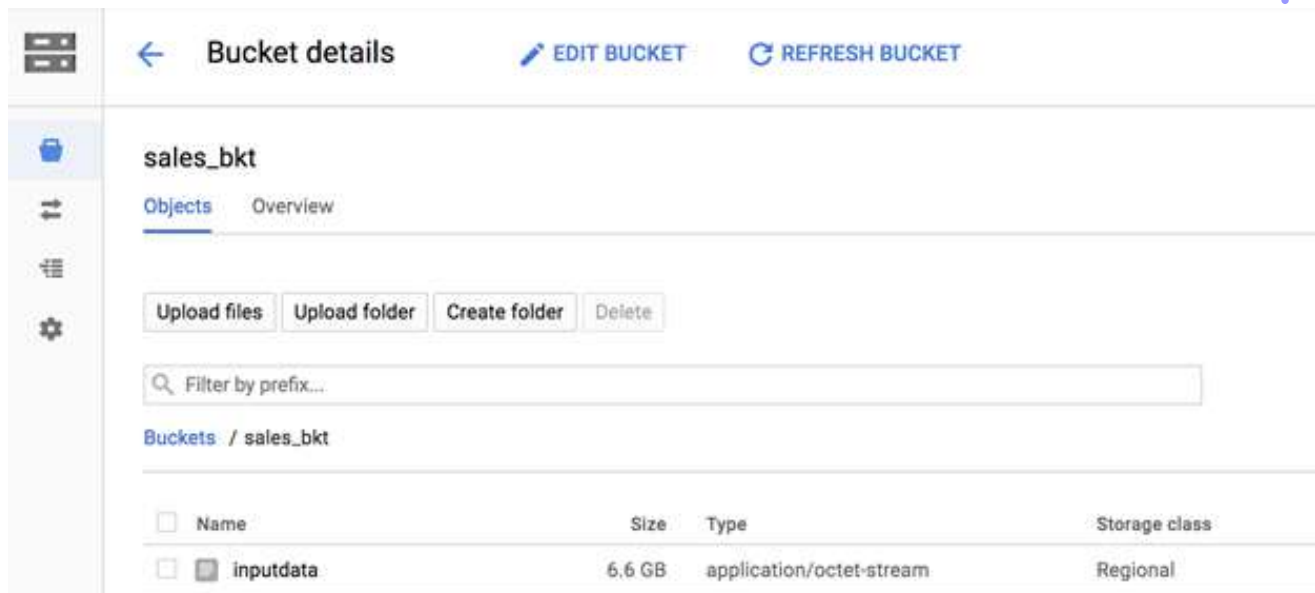 Bucket details EDIT BUCKET REFRESH BUCKET
sales_bkt
Objects Overview
Upload files Upload folder Create folder Delete
Filter by prefix...
Buckets / sales_bkt
Name Size Type Storage class
inputdata 6.6 GB application/octet-stream Regional